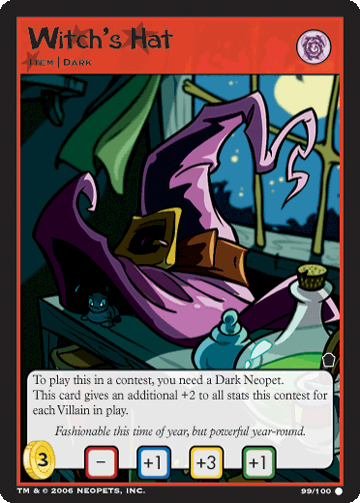 Witch's Hat
Item | Dark
To play this in a contest, you need a Dark Neopet.
This card gives an additional +2 to all stats this contest for
each Villain in play.
Fashionable this time of year, but powerful year-round.
3 – +1 +3 +1
TM & © 2006 NEOPETS, INC. 99/100